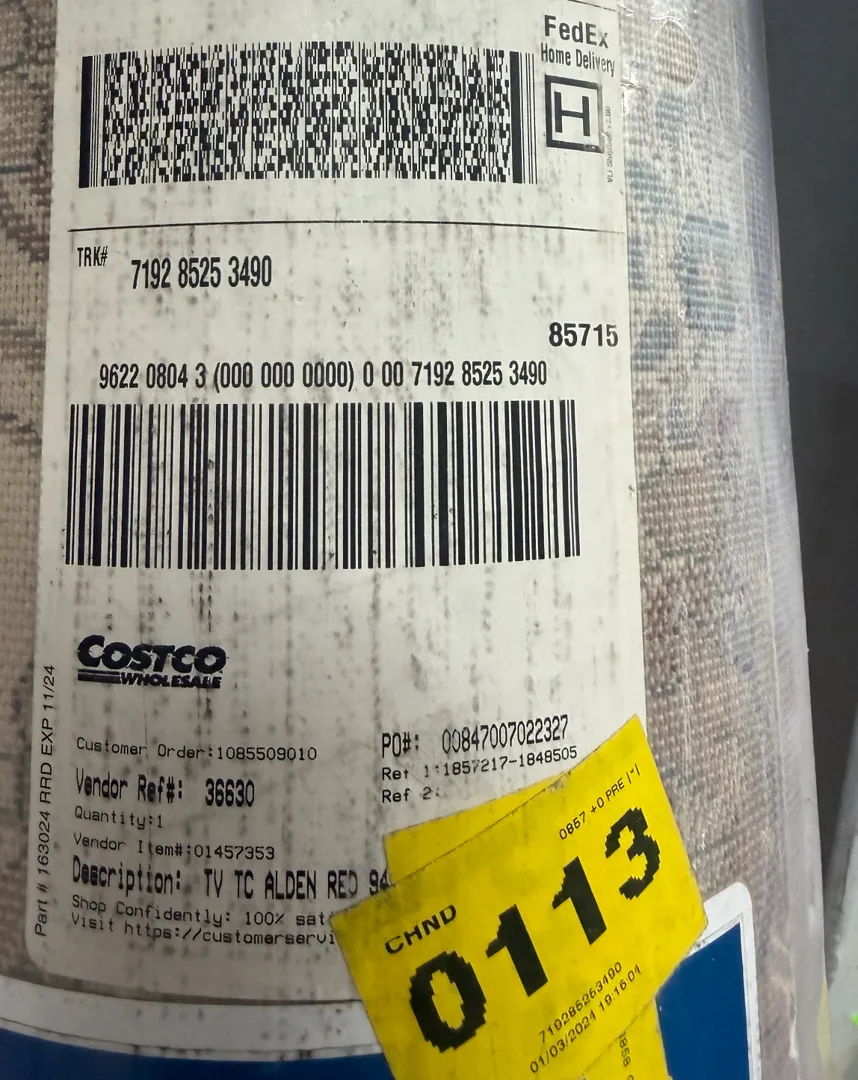 FedEx
Home Delivery
H
TRK#
7192 8525 3490
85715
9622 0804 3 (000 000 0000) 0 00 7192 8525 3490
COSTCO
WHOLESALE
Part # 163024 RRD EXP 11/24
Customer Order:1085509010
PO#: 00847007022327
Vendor Ref#: 36630
Ref 1:1857217-1848505
Quantity:1
Ref 2:
Vendor Item#:01457353
Description: TV TC ALDEN RED 94
Shop Confidently: 100% sat
Visit https://customerservi
0857 +0 PRE |*|
CHND
0113
719285253490
01/03/2024 19:16:01